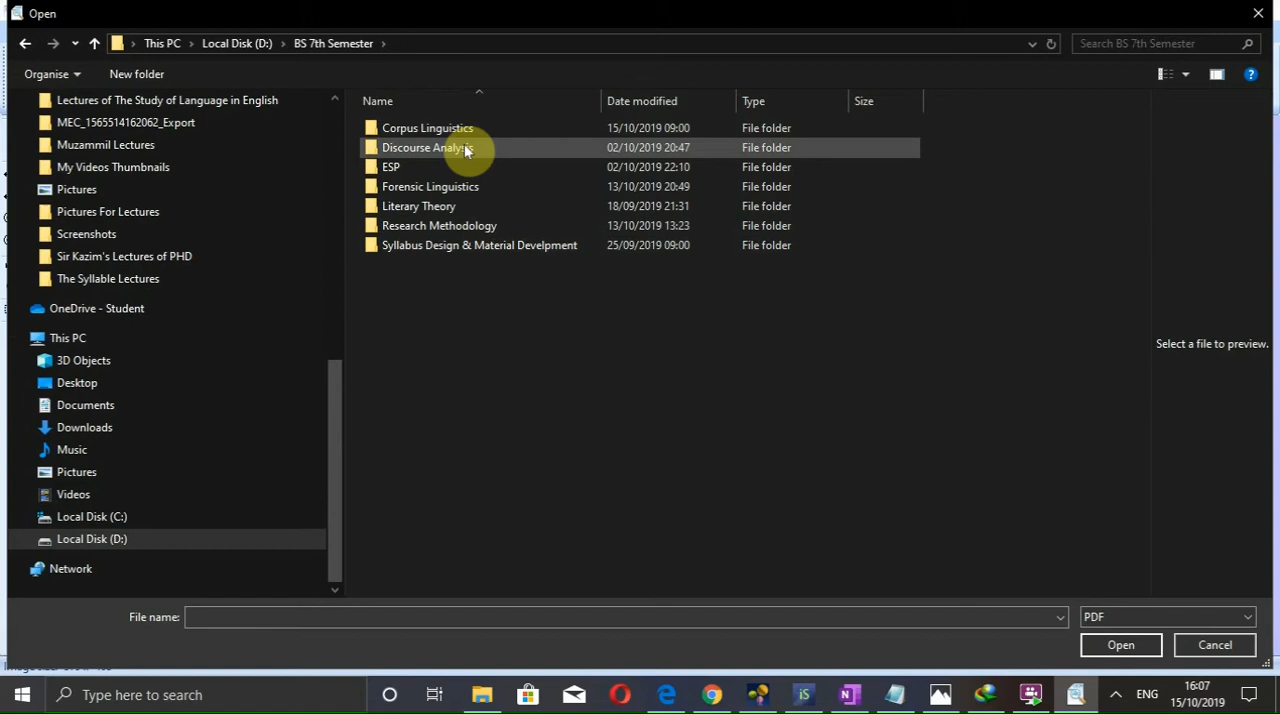 Open
This PC Local Disk (D:) BS 7th Semester
Search BS 7th Semester
Organise New folder
Name Date modified Type Size
Lectures of The Study of Language in English
MEC_1565514162062_Export
Muzammil Lectures
My Videos Thumbnails
Pictures
Pictures For Lectures
Screenshots
Sir Kazim's Lectures of PHD
The Syllable Lectures
OneDrive - Student
This PC
3D Objects
Desktop
Documents
Downloads
Music
Pictures
Videos
Local Disk (C:)
Local Disk (D:)
Network
Corpus Linguistics 15/10/2019 09:00 File folder
Discourse Analysis 02/10/2019 20:47 File folder
ESP 02/10/2019 22:10 File folder
Forensic Linguistics 13/10/2019 20:49 File folder
Literary Theory 18/09/2019 21:31 File folder
Research Methodology 13/10/2019 13:23 File folder
Syllabus Design & Material Develpment 25/09/2019 09:00 File folder
Select a file to preview.
File name:
PDF
Open Cancel
Type here to search
ENG
16:07
15/10/2019